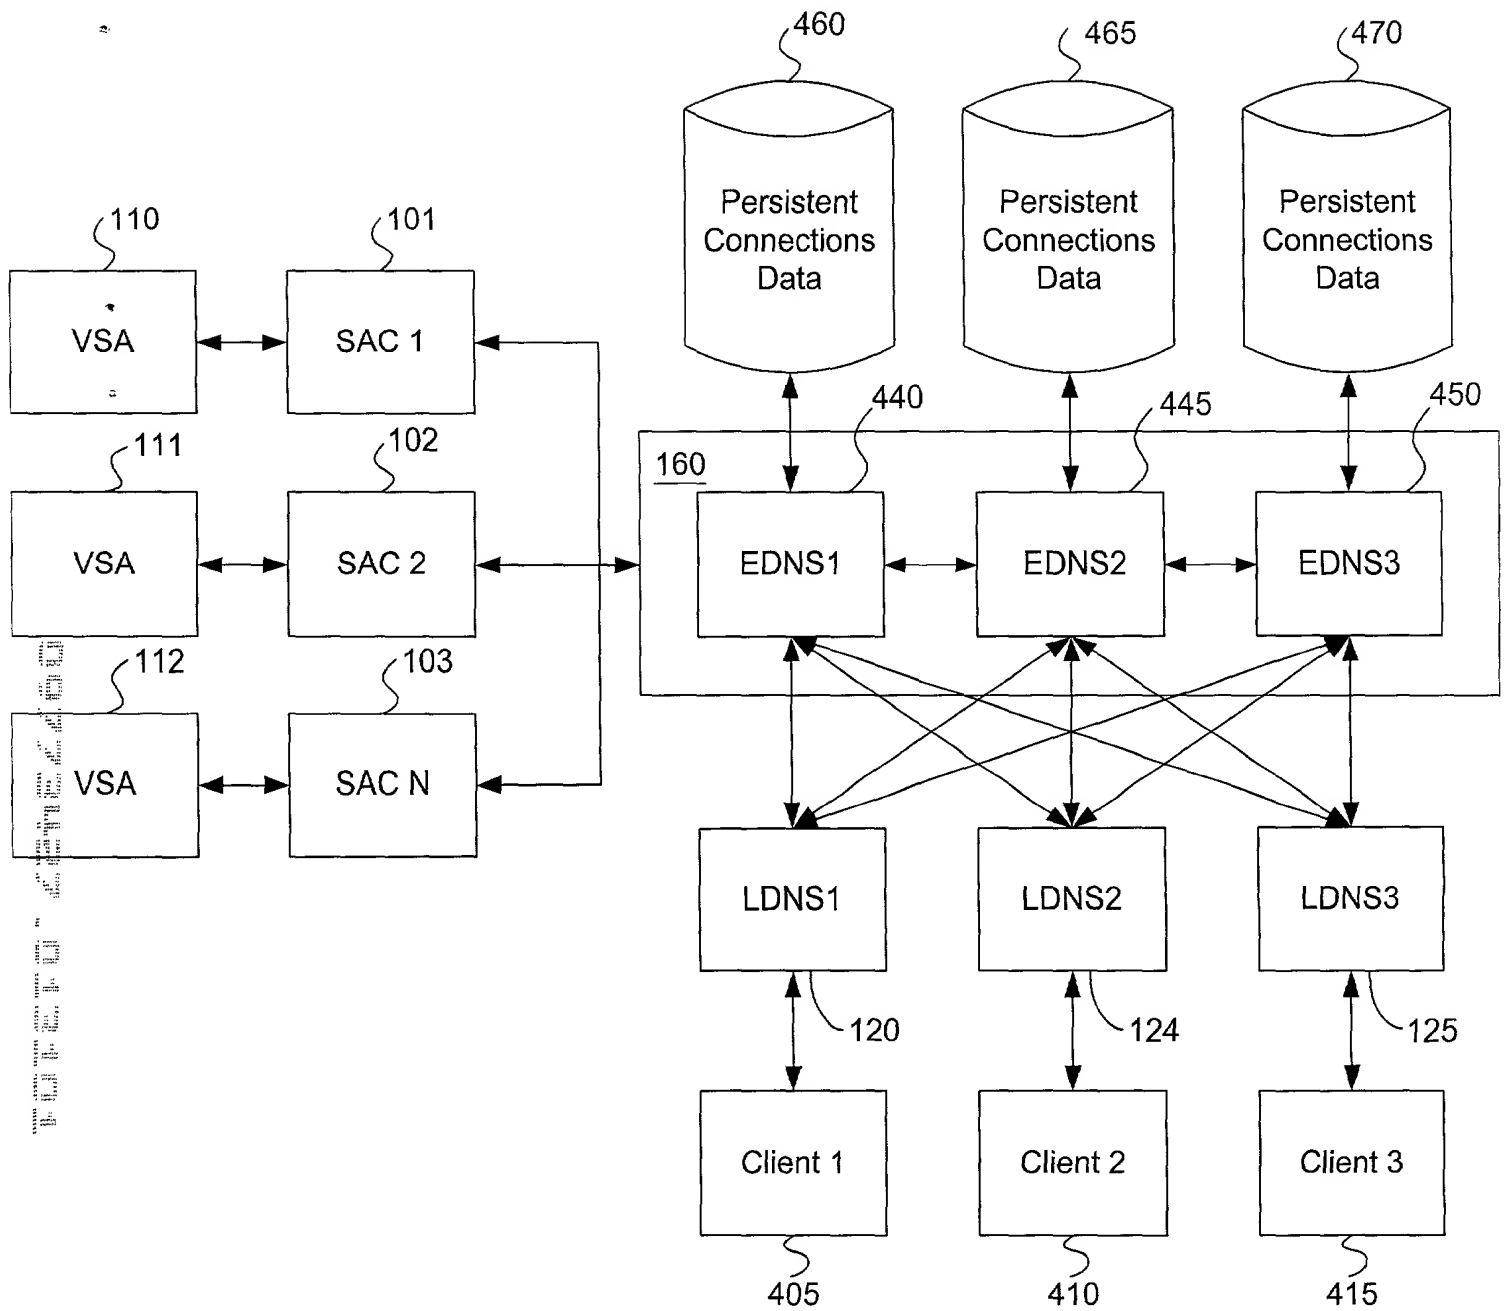 460
465
470
Persistent
Connections
Data
Persistent
Connections
Data
Persistent
Connections
Data
110
101
VSA
SAC 1
440
445
450
111
102
160
VSA
SAC 2
EDNS1
EDNS2
EDNS3
112
103
VSA
SAC N
LDNS1
LDNS2
LDNS3
120
124
125
Client 1
Client 2
Client 3
405
410
415